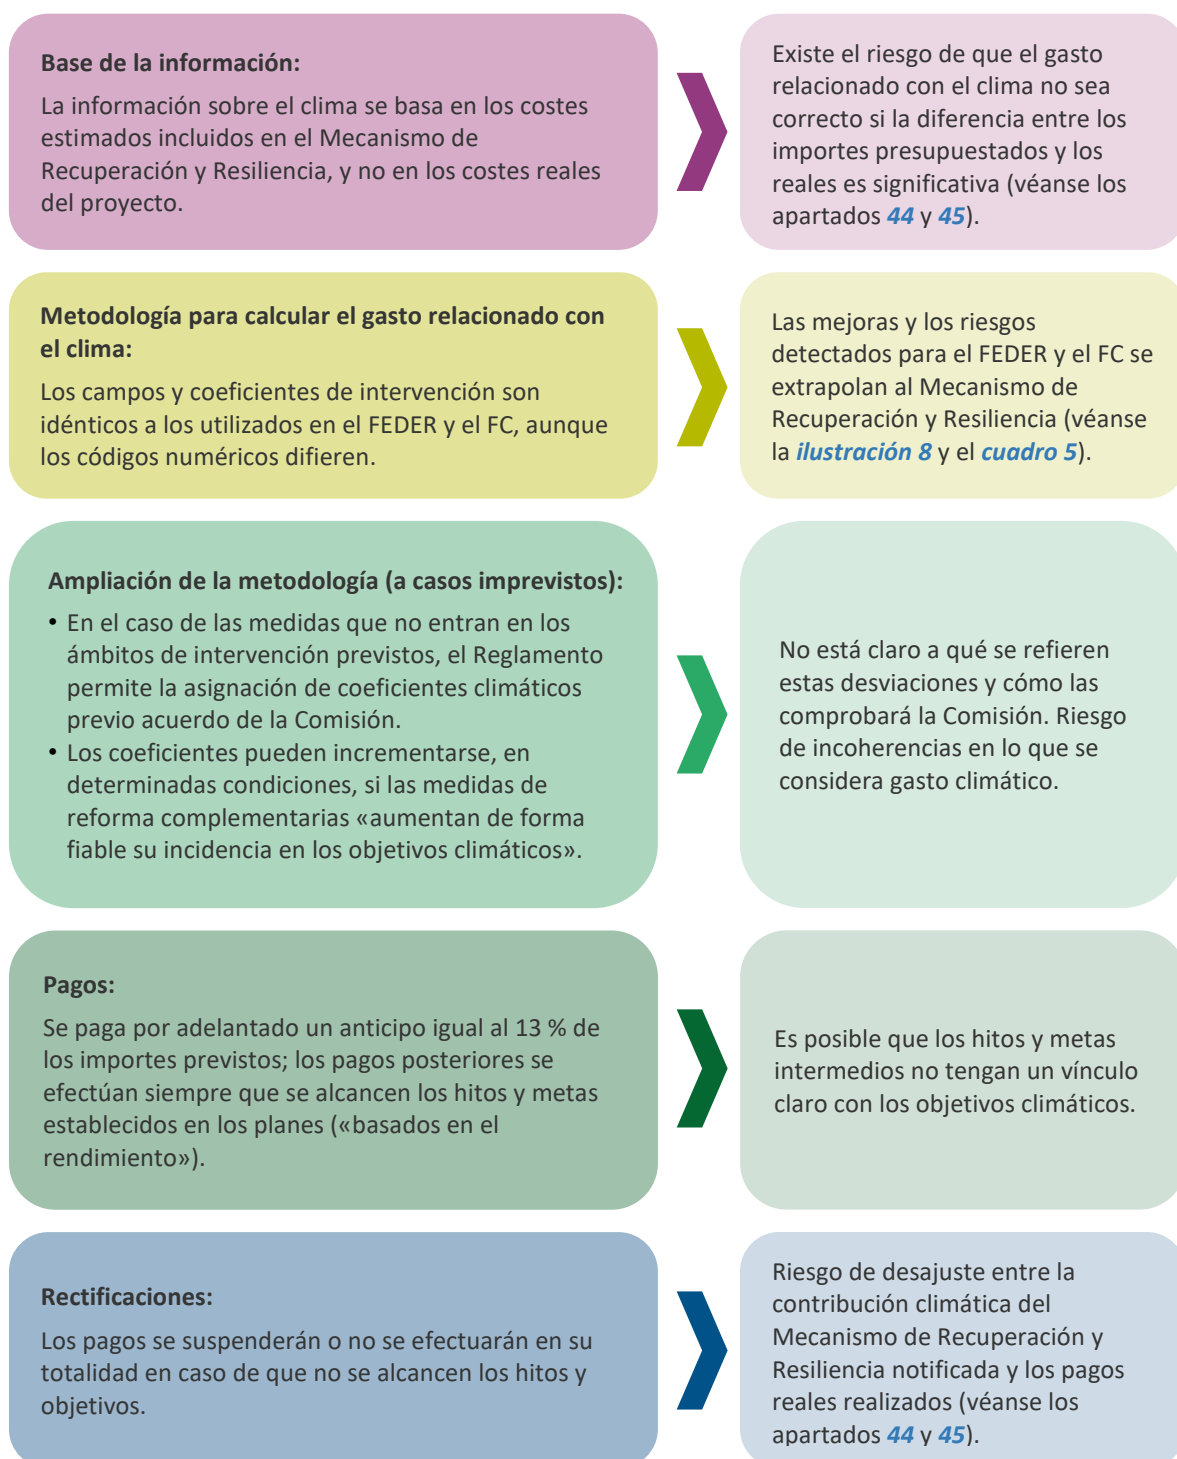 Base de la información:
La información sobre el clima se basa en los costes
estimados incluidos en el Mecanismo de
Recuperación y Resiliencia, y no en los costes reales
del proyecto.
Existe el riesgo de que el gasto
relacionado con el clima no sea
correcto si la diferencia entre los
importes presupuestados y los
reales es significativa (véanse los
apartados 44 y 45).
Metodología para calcular el gasto relacionado con
el clima:
Los campos y coeficientes de intervención son
idénticos a los utilizados en el FEDER y el FC, aunque
los códigos numéricos difieren.
Las mejoras y los riesgos
detectados para el FEDER y el FC se
extrapolan al Mecanismo de
Recuperación y Resiliencia (véanse
la ilustración 8 y el cuadro 5).
Ampliación de la metodología (a casos imprevistos):
• En el caso de las medidas que no entran en los
ámbitos de intervención previstos, el Reglamento
permite la asignación de coeficientes climáticos
previo acuerdo de la Comisión.
• Los coeficientes pueden incrementarse, en
determinadas condiciones, si las medidas de
reforma complementarias «aumentan de forma
fiable su incidencia en los objetivos climáticos».
No está claro a qué se refieren
estas desviaciones y cómo las
comprobará la Comisión. Riesgo
de incoherencias en lo que se
considera gasto climático.
Pagos:
Se paga por adelantado un anticipo igual al 13 % de
los importes previstos; los pagos posteriores se
efectúan siempre que se alcancen los hitos y metas
establecidos en los planes («basados en el
rendimiento»).
Es posible que los hitos y metas
intermedios no tengan un vínculo
claro con los objetivos climáticos.
Rectificaciones:
Los pagos se suspenderán o no se efectuarán en su
totalidad en caso de que no se alcancen los hitos y
objetivos.
Riesgo de desajuste entre la
contribución climática del
Mecanismo de Recuperación y
Resiliencia notificada y los pagos
reales realizados (véanse los
apartados 44 y 45).